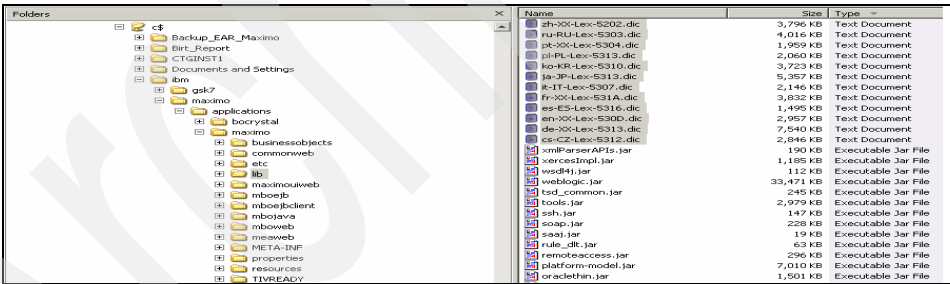 Folders
c$
Backup_EAR_Maximo
Birt_Report
CTGINST1
Documents and Settings
ibm
gsk7
maximo
applications
bocrystal
maximo
businessobjects
commonweb
etc
lib
maximouiweb
mboejb
mboejbclient
mbojava
mboweb
meaweb
META-INF
properties
resources
TIVREADY
Name Size Type
zh-XX-Lex-5202.dic 3,796 KB Text Document
ru-RU-Lex-5303.dic 4,016 KB Text Document
pt-XX-Lex-5304.dic 1,959 KB Text Document
pl-PL-Lex-5313.dic 2,060 KB Text Document
ko-KR-Lex-5310.dic 3,723 KB Text Document
ja-JP-Lex-5313.dic 5,357 KB Text Document
it-IT-Lex-5307.dic 2,146 KB Text Document
fr-XX-Lex-531A.dic 3,832 KB Text Document
es-ES-Lex-5316.dic 1,495 KB Text Document
en-XX-Lex-530D.dic 2,957 KB Text Document
de-XX-Lex-5313.dic 7,540 KB Text Document
cs-CZ-Lex-5312.dic 2,846 KB Text Document
xmlParserAPIs.jar 190 KB Executable Jar File
xercesImpl.jar 1,185 KB Executable Jar File
wsdl4j.jar 112 KB Executable Jar File
weblogic.jar 33,471 KB Executable Jar File
tsd_common.jar 245 KB Executable Jar File
tools.jar 2,979 KB Executable Jar File
ssh.jar 147 KB Executable Jar File
soap.jar 228 KB Executable Jar File
saaj.jar 19 KB Executable Jar File
rule_dlt.jar 63 KB Executable Jar File
remoteaccess.jar 296 KB Executable Jar File
platform-model.jar 7,010 KB Executable Jar File
oraclethin.jar 1,501 KB Executable Jar File